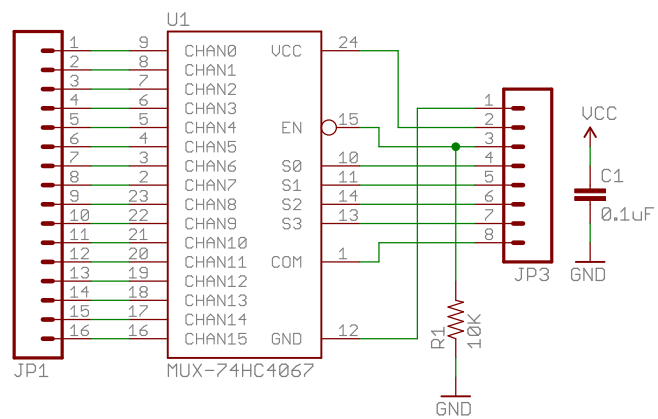 U1
1 9 CHAN0 VCC 24
2 8 CHAN1
3 7 CHAN2
4 6 CHAN3 1
5 5 CHAN4 EN 15 2
6 4 CHAN5 3
7 3 CHAN6 S0 10 4
8 2 CHAN7 S1 11 5
9 23 CHAN8 S2 14 6
10 22 CHAN9 S3 13 7
11 21 CHAN10 8
12 20 CHAN11 COM 1
13 19 CHAN12
14 18 CHAN13
15 17 CHAN14
16 16 CHAN15 GND 12
JP1
MUX-74HC4067
JP3
VCC
C1
0.1uF
GND
R1
10K
GND